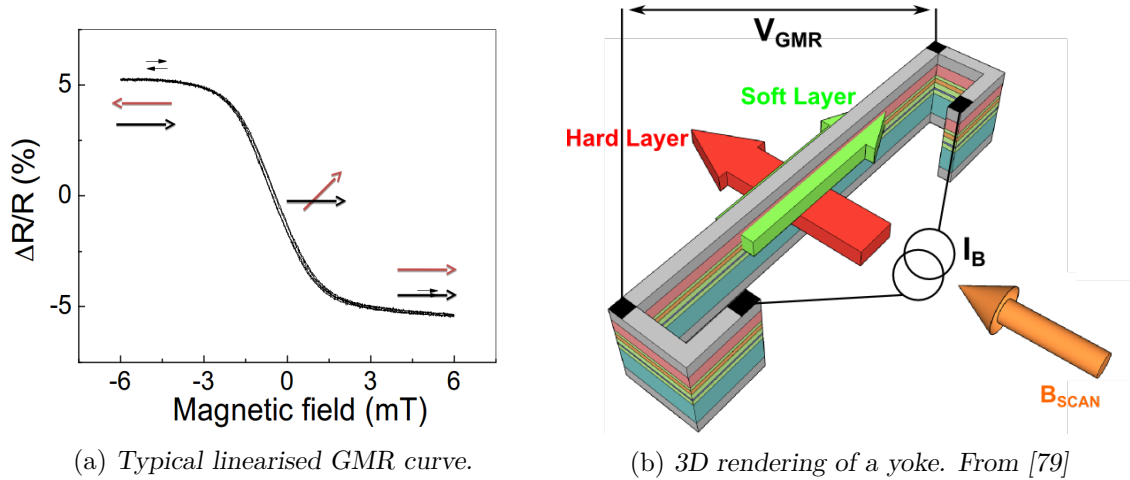 ΔR/R (%)
5
0
-5
-6
-3
0
3
6
Magnetic field (mT)
(a) Typical linearised GMR curve.
V_GMR
Soft Layer
Hard Layer
I_B
B_SCAN
(b) 3D rendering of a yoke. From [79]